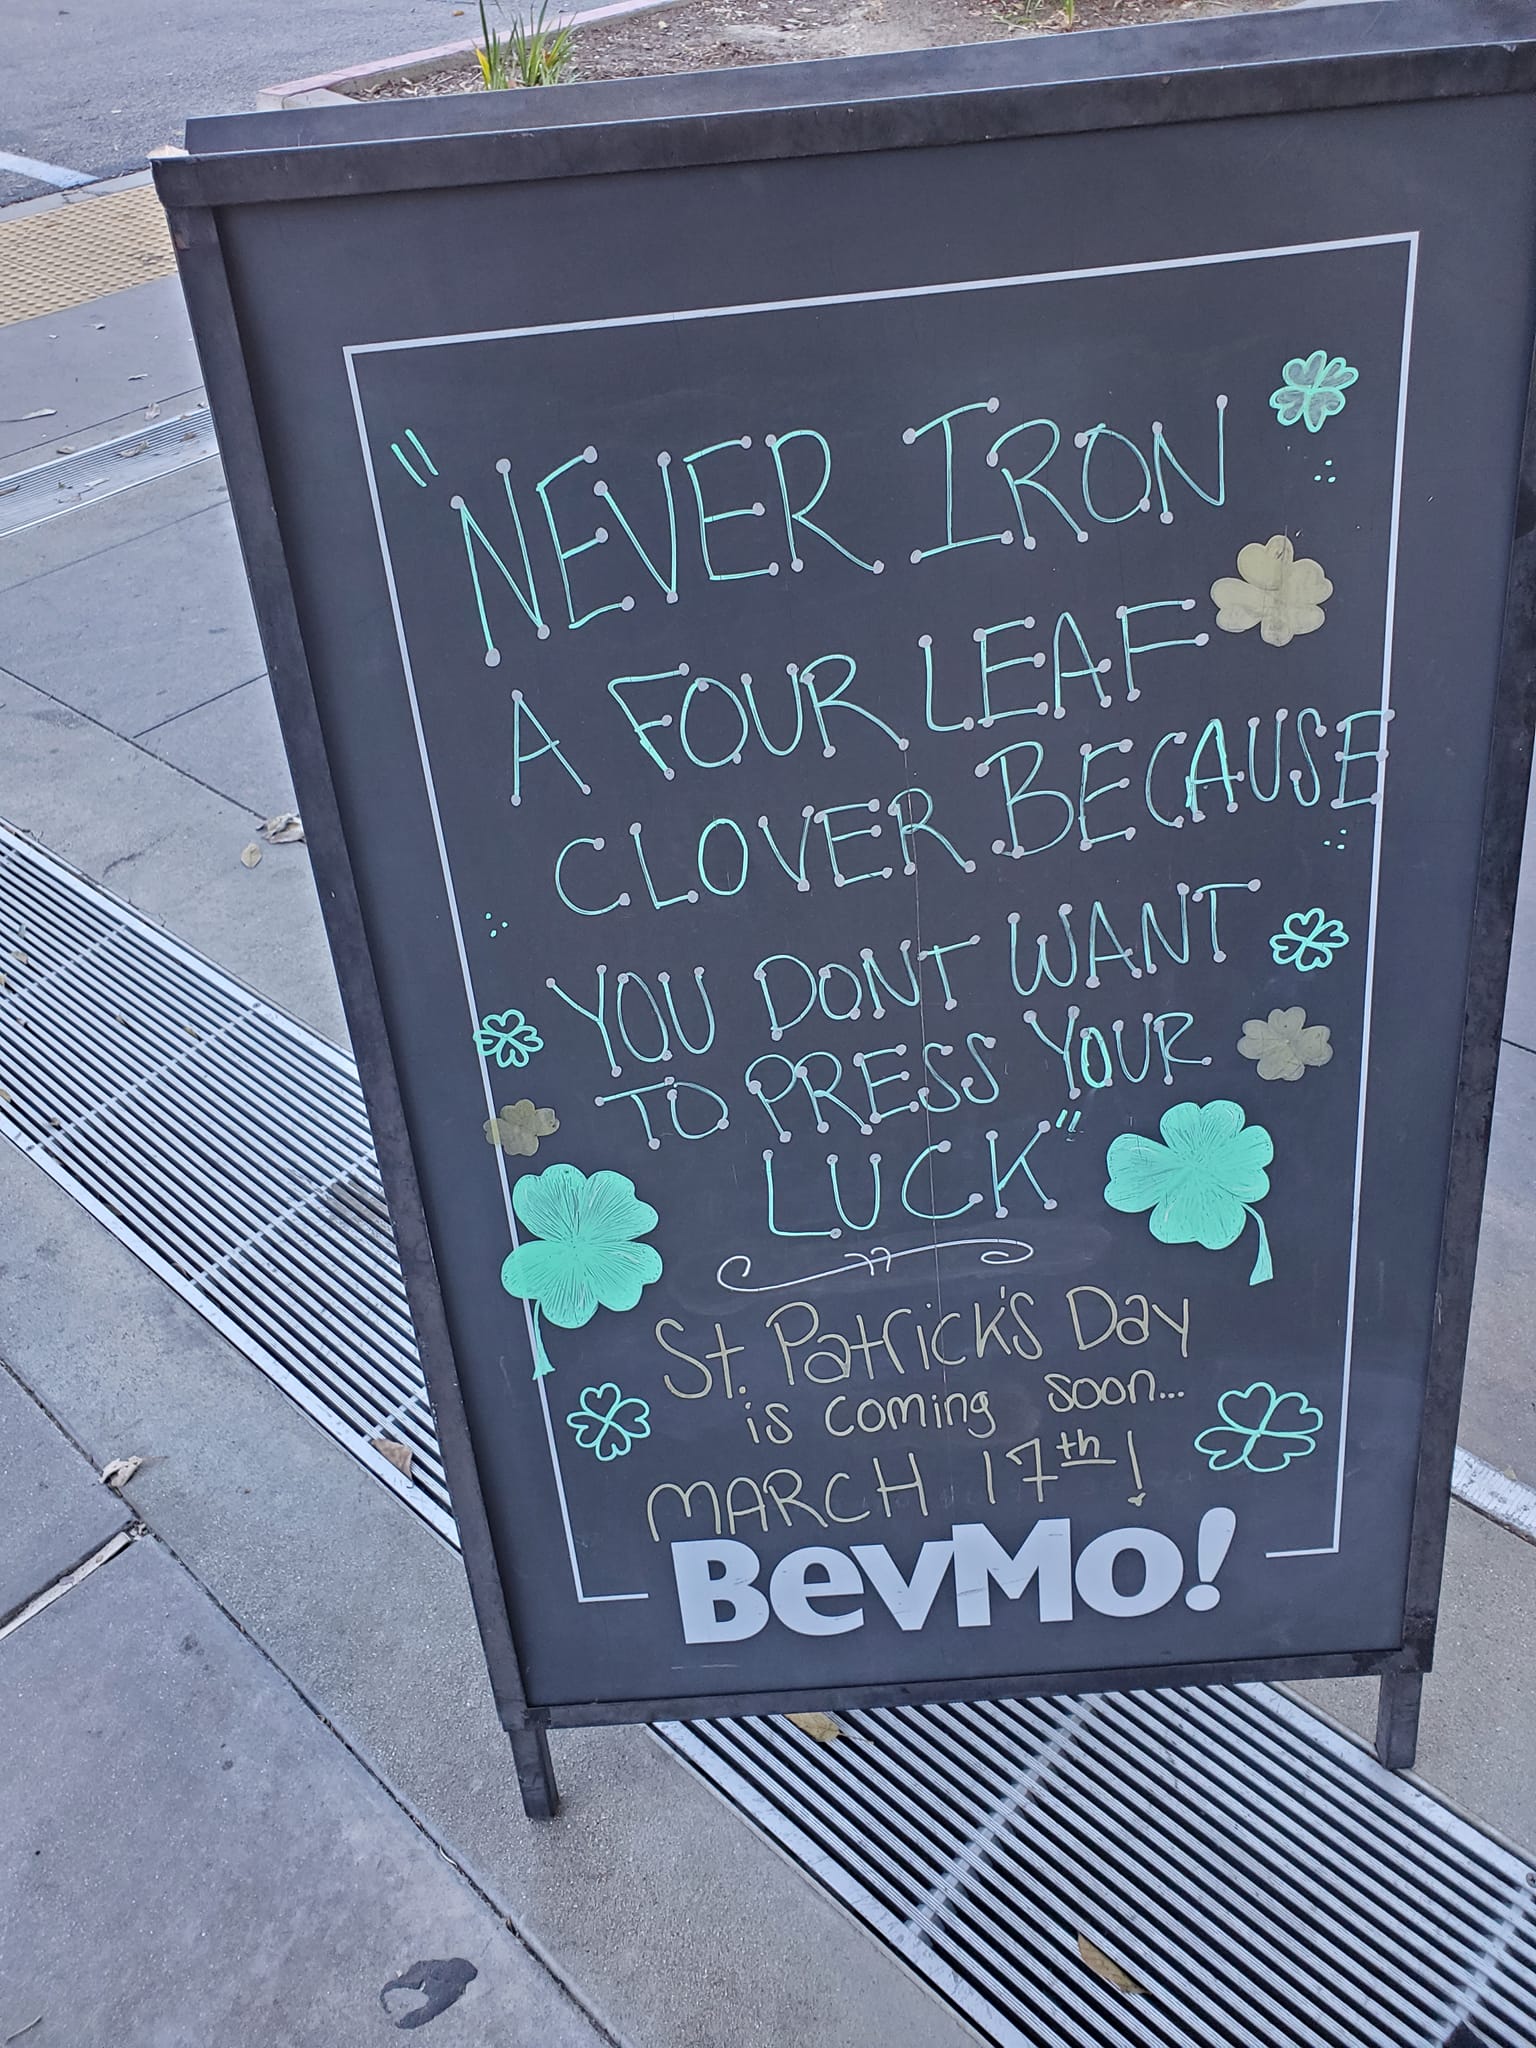 "NEVER IRON
A FOUR LEAF
CLOVER BECAUSE
YOU DONT WANT
TO PRESS YOUR
LUCK"
St. Patrick's Day
is coming soon...
MARCH 17th!
BevMo!